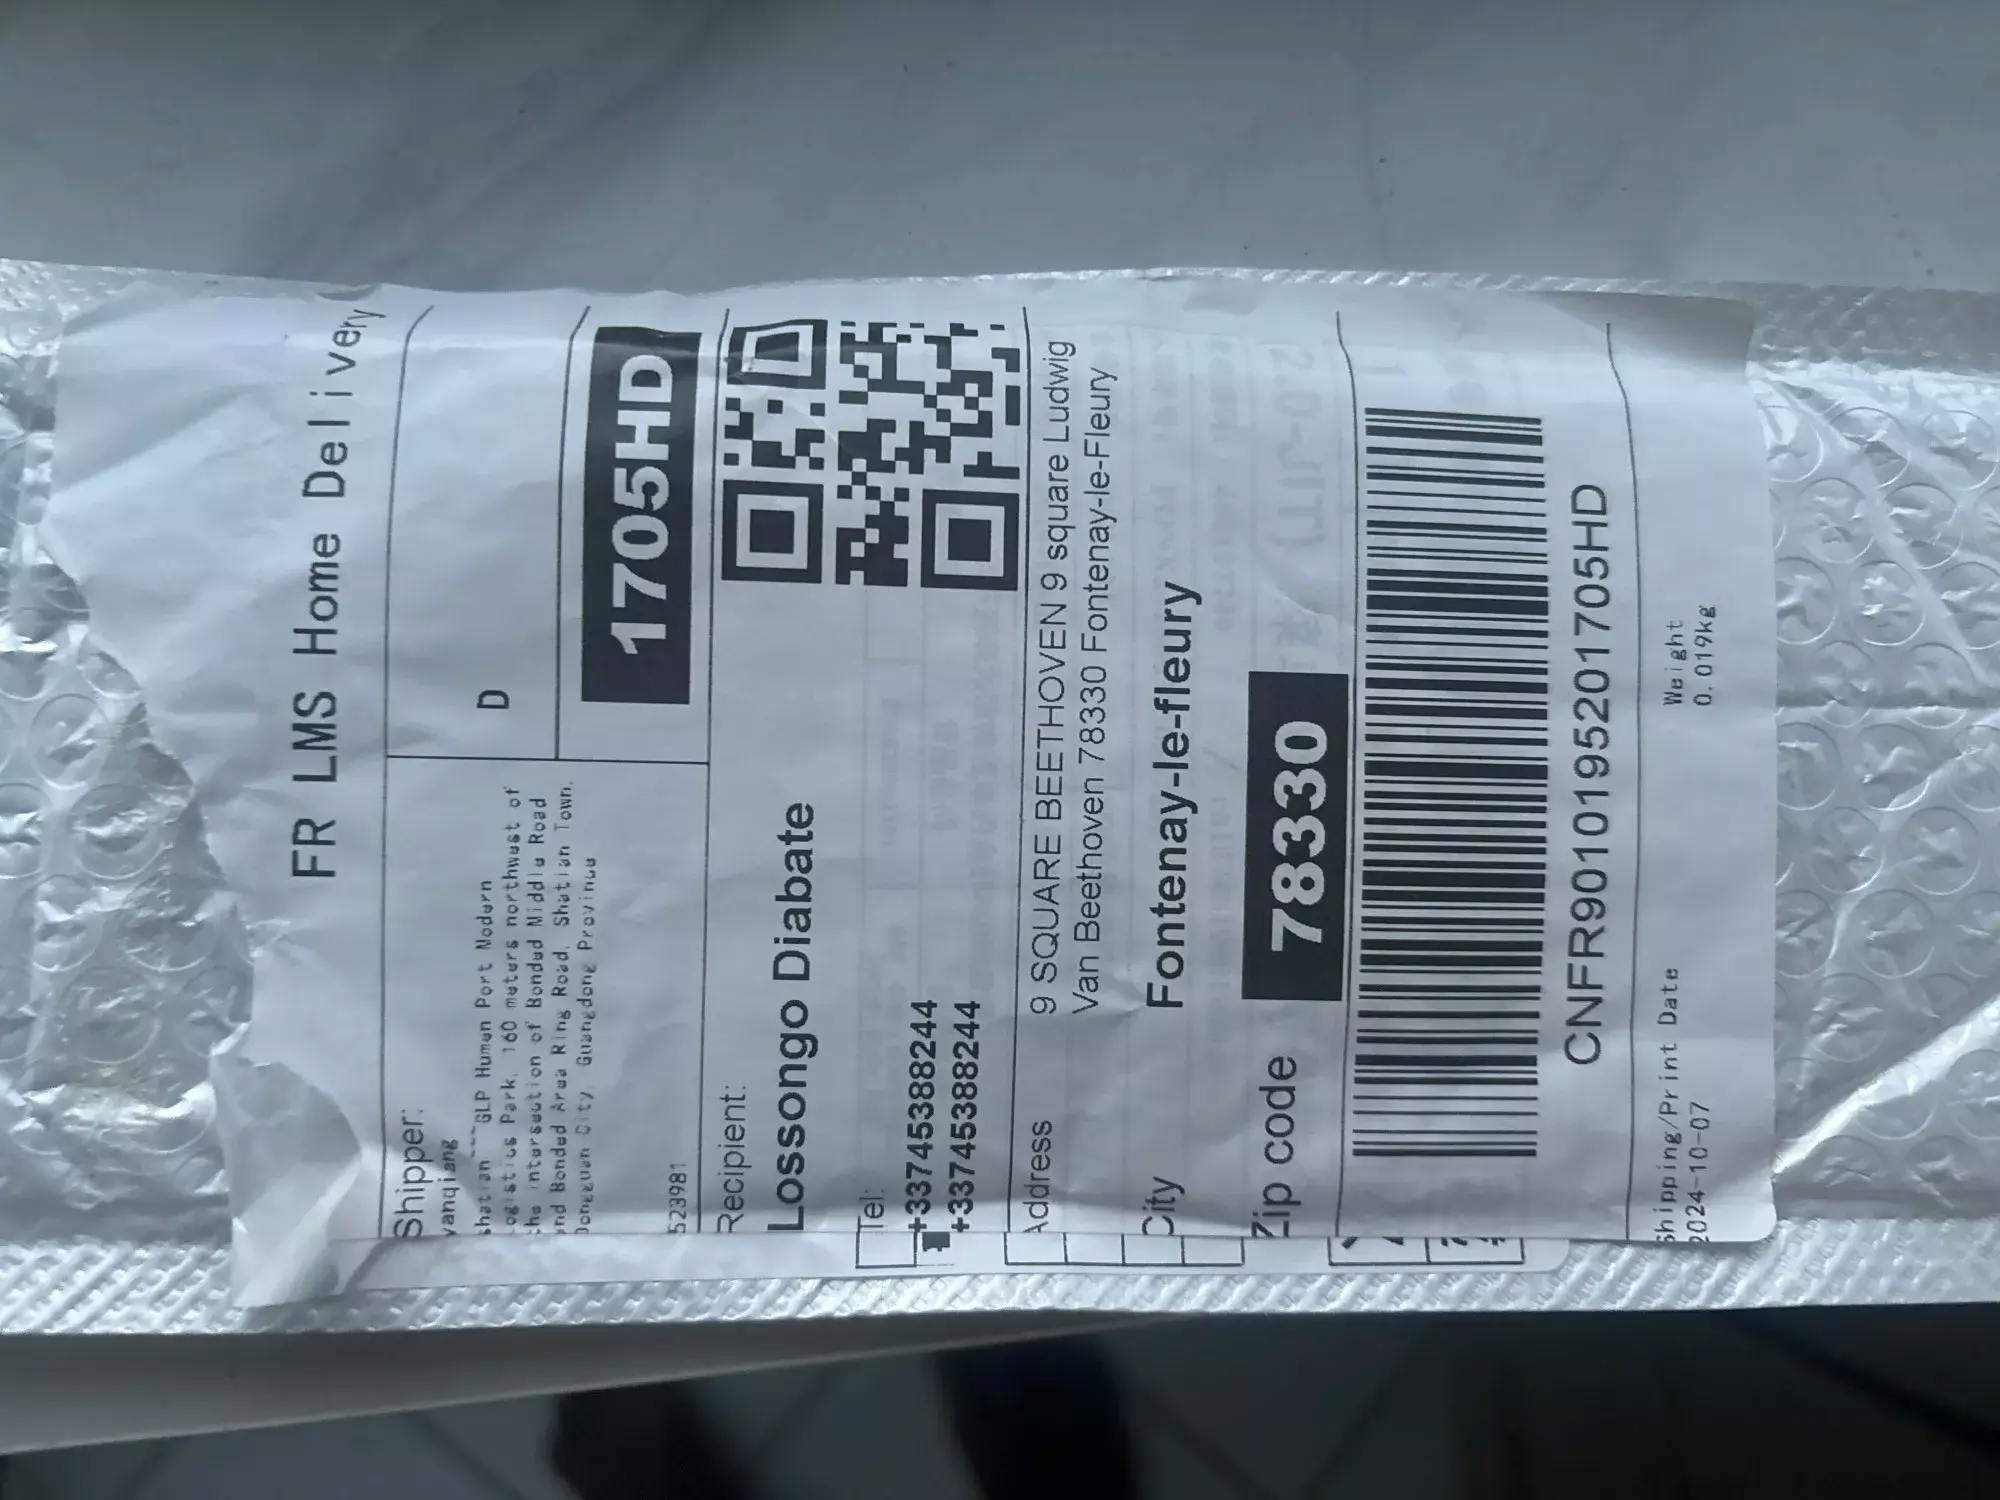 FR LMS Home Delivery
Shipper:
yanqiang
GLP Humen Port Modern
Logistics Park, 160 meters northwest of
the intersection of Bonded Middle Road
and Bonded Area Ring Road, Shatian Town,
Dongguan City, Guangdong Province
523981
D
1705HD
Recipient:
Lossongo Diabate
Tel:
+33745388244
+33745388244
Address
9 SQUARE BEETHOVEN 9 square Ludwig
Van Beethoven 78330 Fontenay-le-Fleury
City
Fontenay-le-fleury
Zip code
78330
CNFR9010195201705HD
Shipping/Print Date
2024-10-07
Weight
0.019kg